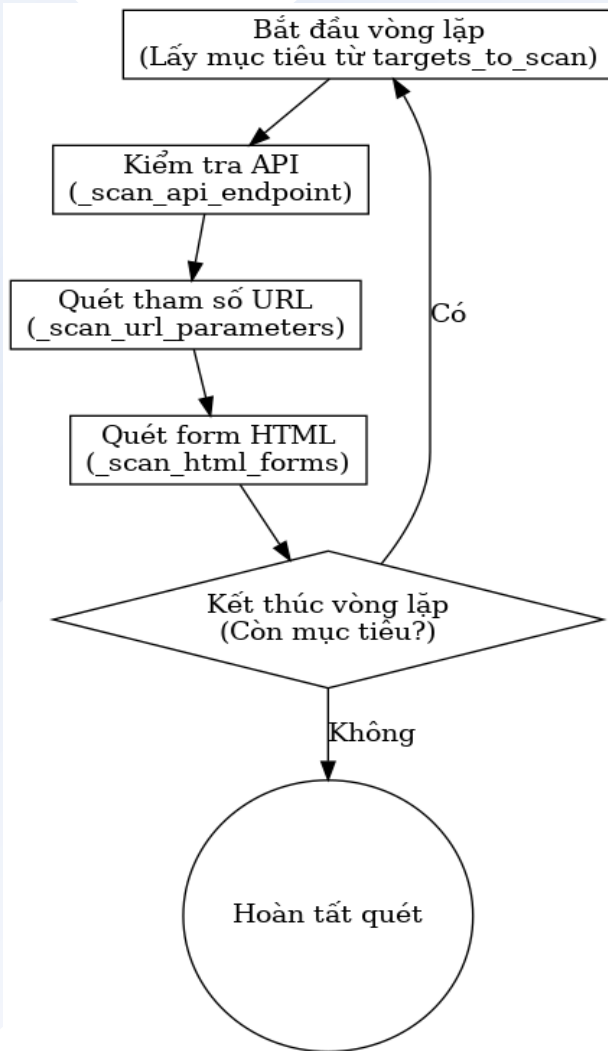 Bắt đầu vòng lặp
(Lấy mục tiêu từ targets_to_scan)
Kiểm tra API
(_scan_api_endpoint)
Quét tham số URL
(_scan_url_parameters)
Có
Quét form HTML
(_scan_html_forms)
Kết thúc vòng lặp
(Còn mục tiêu?)
Không
Hoàn tất quét